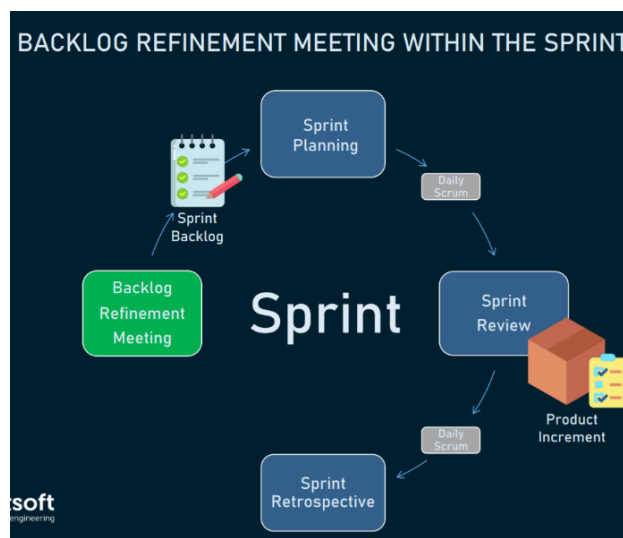 BACKLOG REFINEMENT MEETING WITHIN THE SPRINT
Sprint
Planning
Daily
Scrum
Sprint
Backlog
Backlog
Refinement
Meeting
Sprint
Sprint
Review
Product
Increment
Daily
Scrum
Sprint
Retrospective
tsoft
engineering